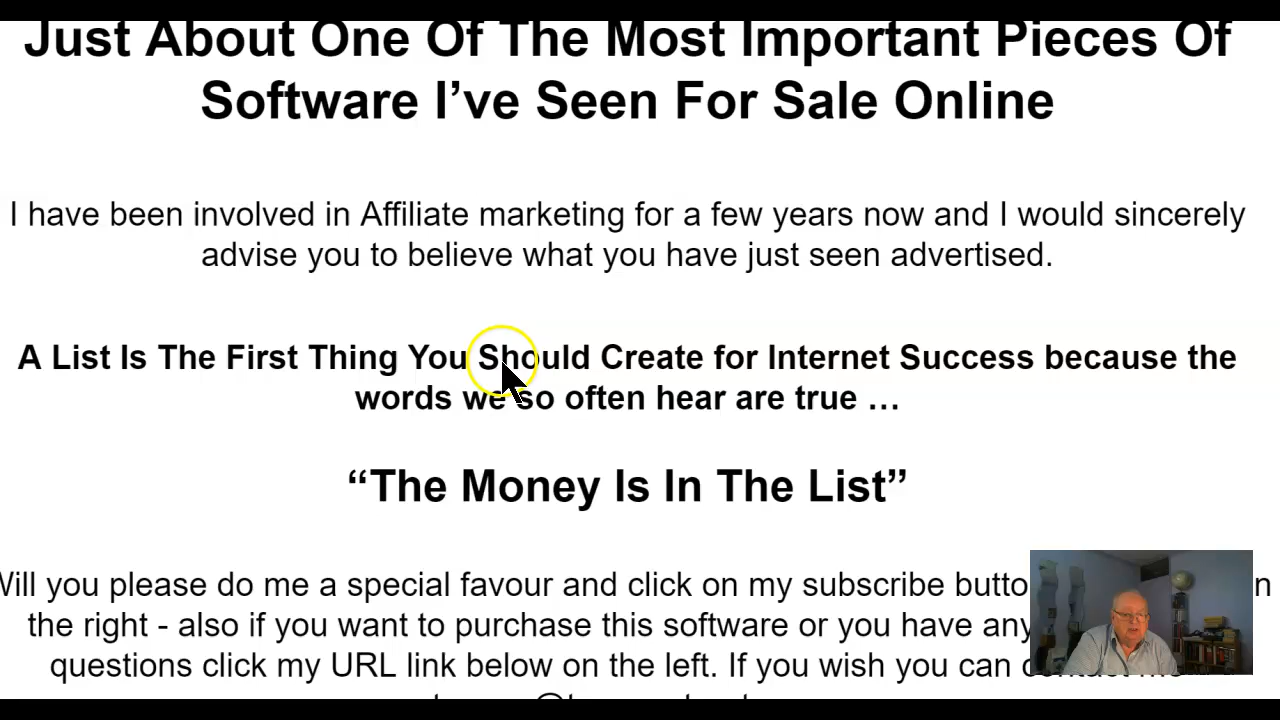 Just About One Of The Most Important Pieces Of
Software I’ve Seen For Sale Online
I have been involved in Affiliate marketing for a few years now and I would sincerely
advise you to believe what you have just seen advertised.
A List Is The First Thing You Should Create for Internet Success because the
words we so often hear are true …
“The Money Is In The List”
Will you please do me a special favour and click on my subscribe
the right - also if you want to purchase this software or you have any
questions click my URL link below on the left. If you wish you can